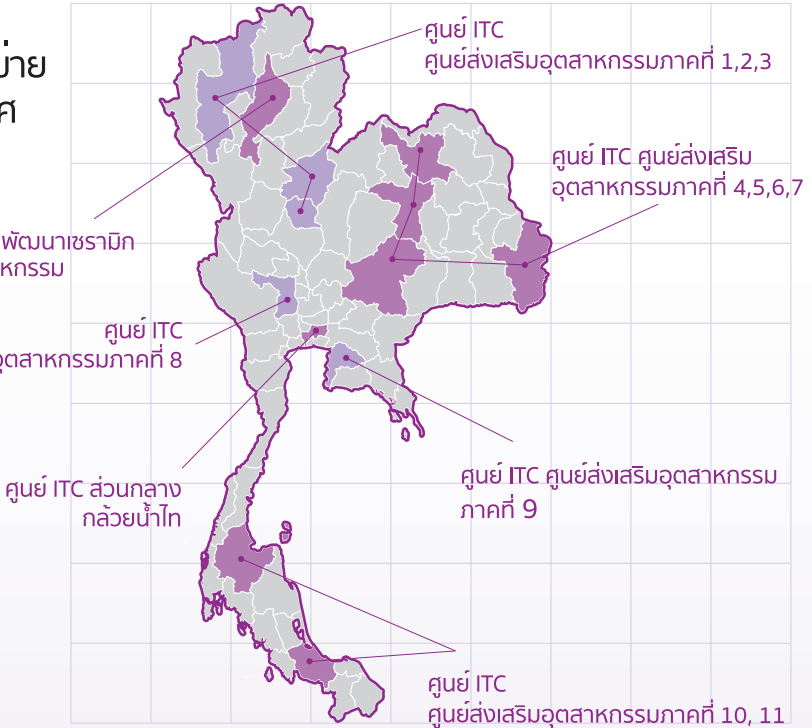 ศูนย์ ITC
ศูนย์ส่งเสริมอุตสาหกรรมภาคที่ 1,2,3
ศูนย์ ITC ศูนย์ส่งเสริม
อุตสาหกรรมภาคที่ 4,5,6,7
พัฒนาเซรามิก
ศูนย์ ITC
อุตสาหกรรมภาคที่ 8
ศูนย์ ITC ส่วนกลาง
กล้วยน้ำไท
ศูนย์ ITC ศูนย์ส่งเสริมอุตสาหกรรม
ภาคที่ 9
ศูนย์ ITC
ศูนย์ส่งเสริมอุตสาหกรรมภาคที่ 10, 11